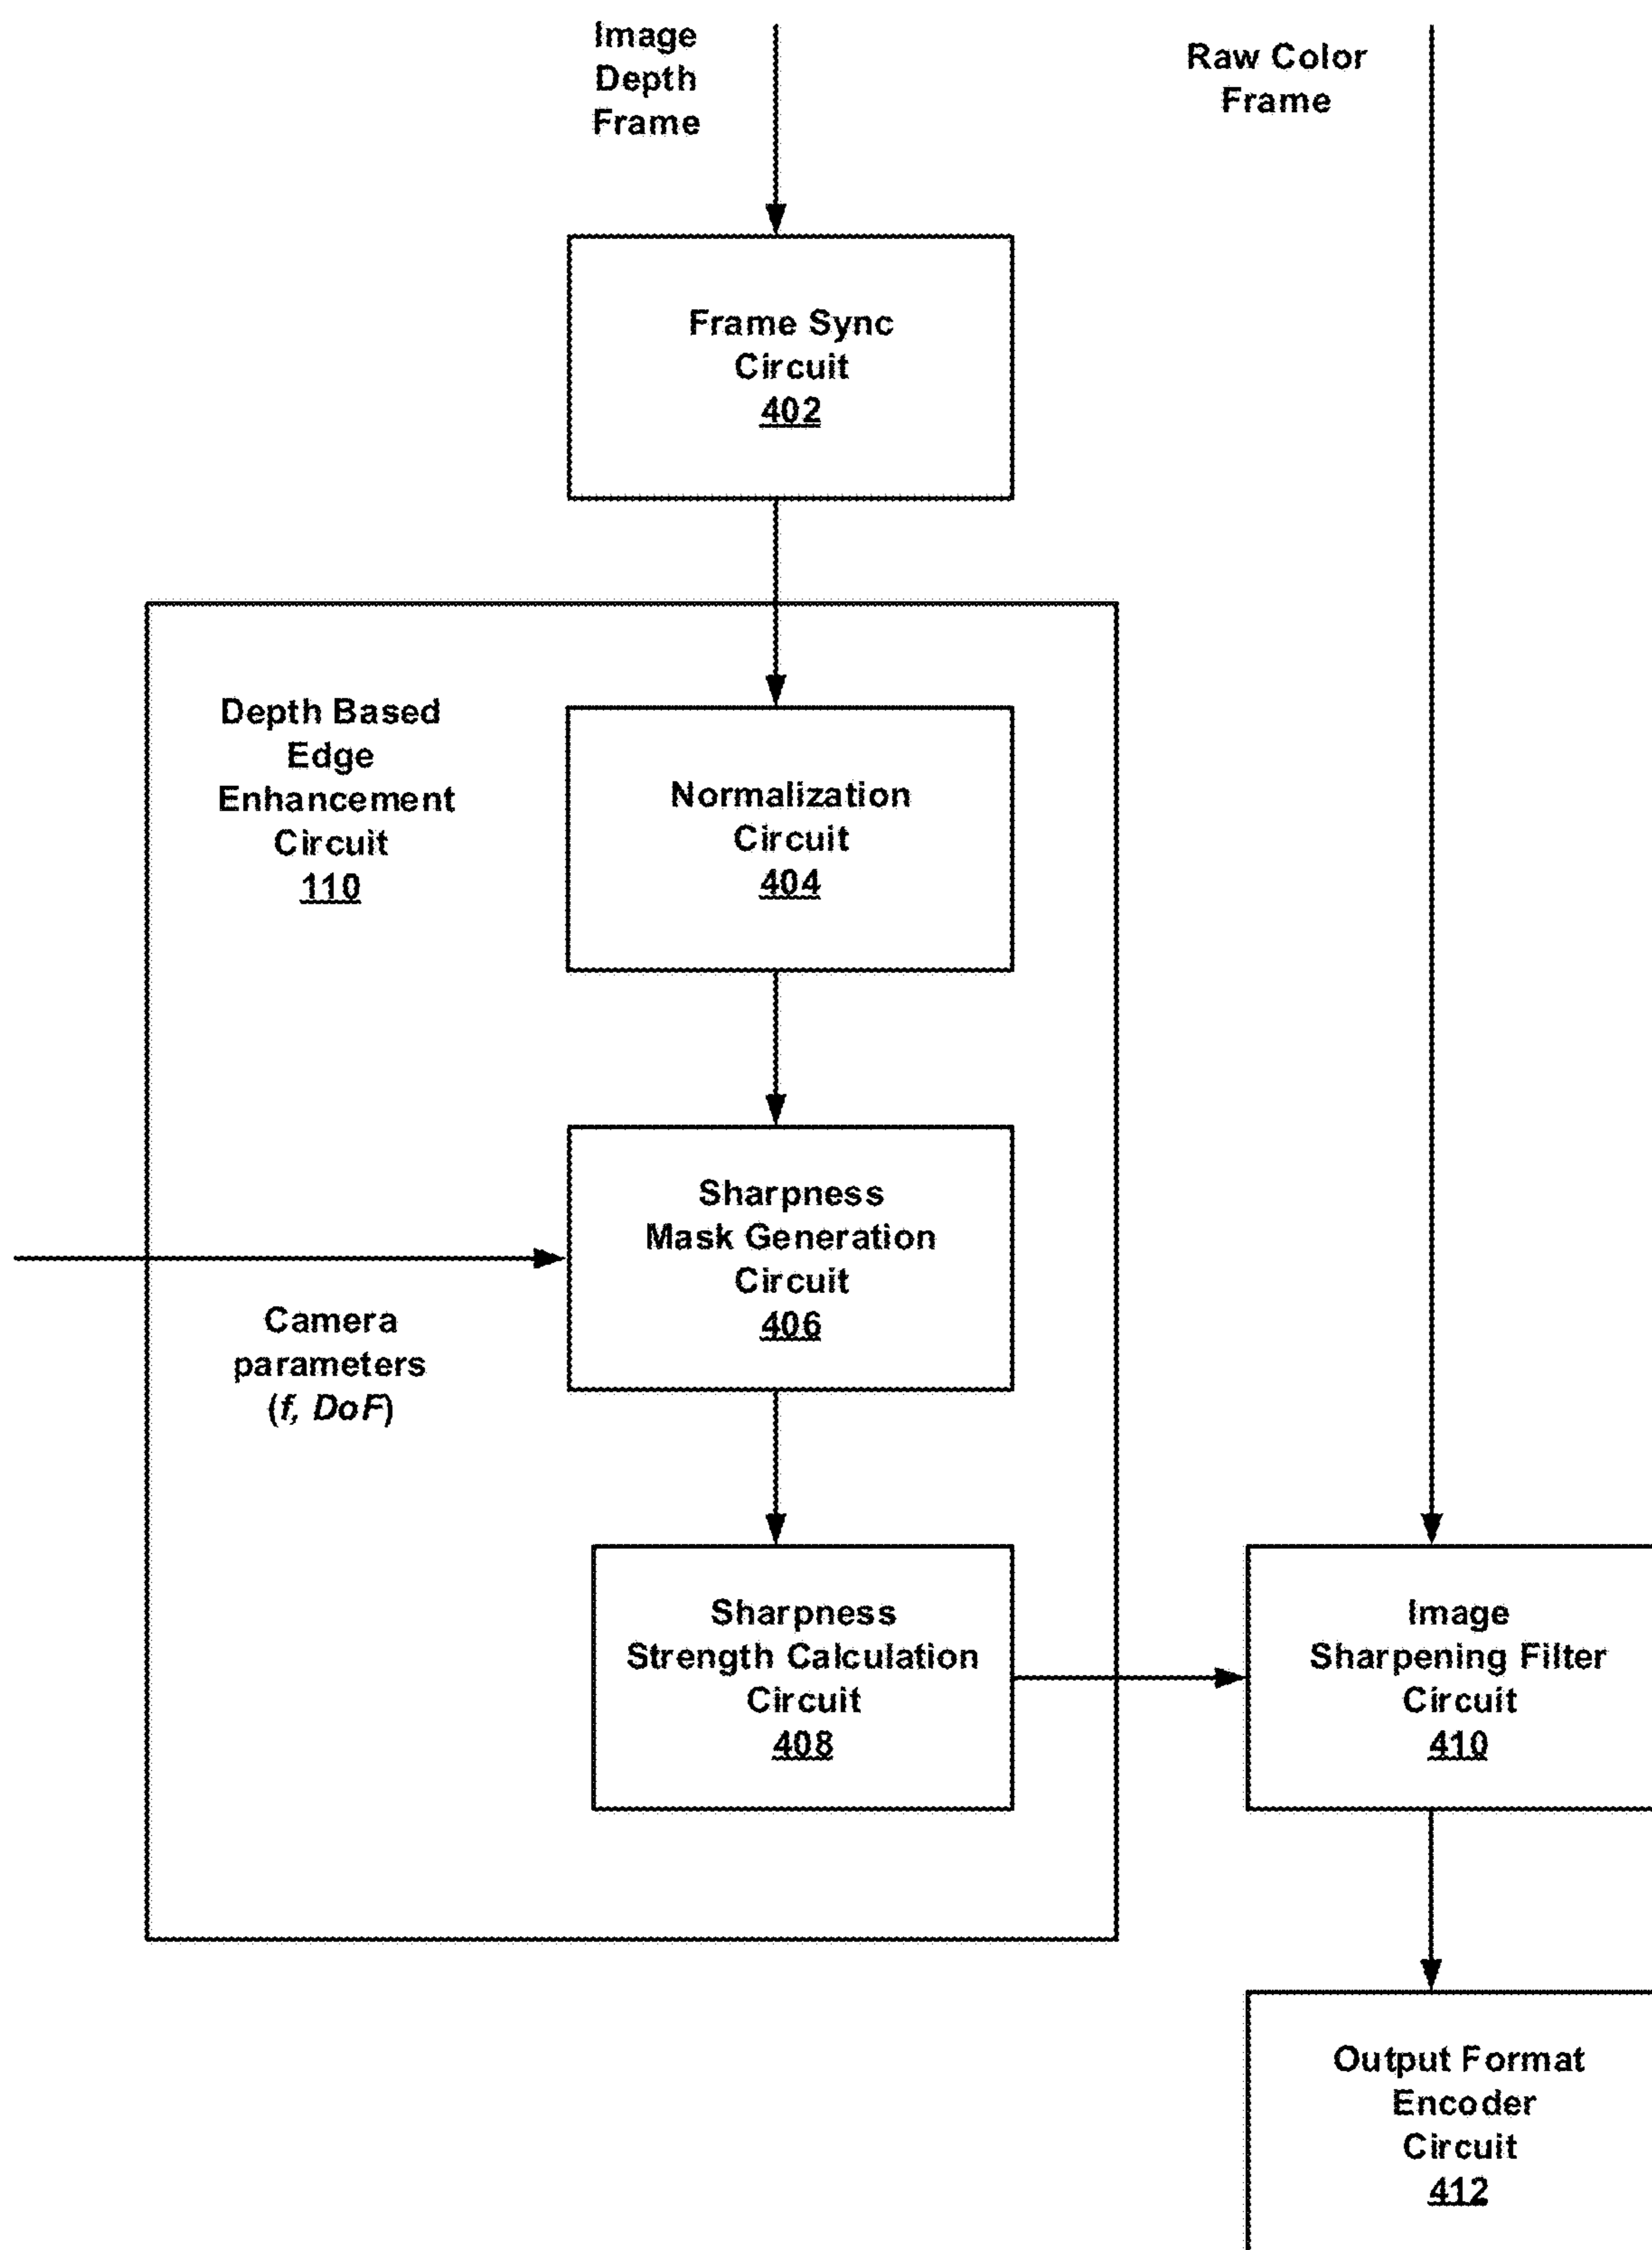 Image
Depth
Frame
Raw Color
Frame
Frame Sync
Circuit
402
Depth Based
Edge
Enhancement
Circuit
110
Normalization
Circuit
404
Sharpness
Mask Generation
Circuit
406
Camera
parameters
(f, DoF)
Sharpness
Strength Calculation
Circuit
408
Image
Sharpening Filter
Circuit
410
Output Format
Encoder
Circuit
412